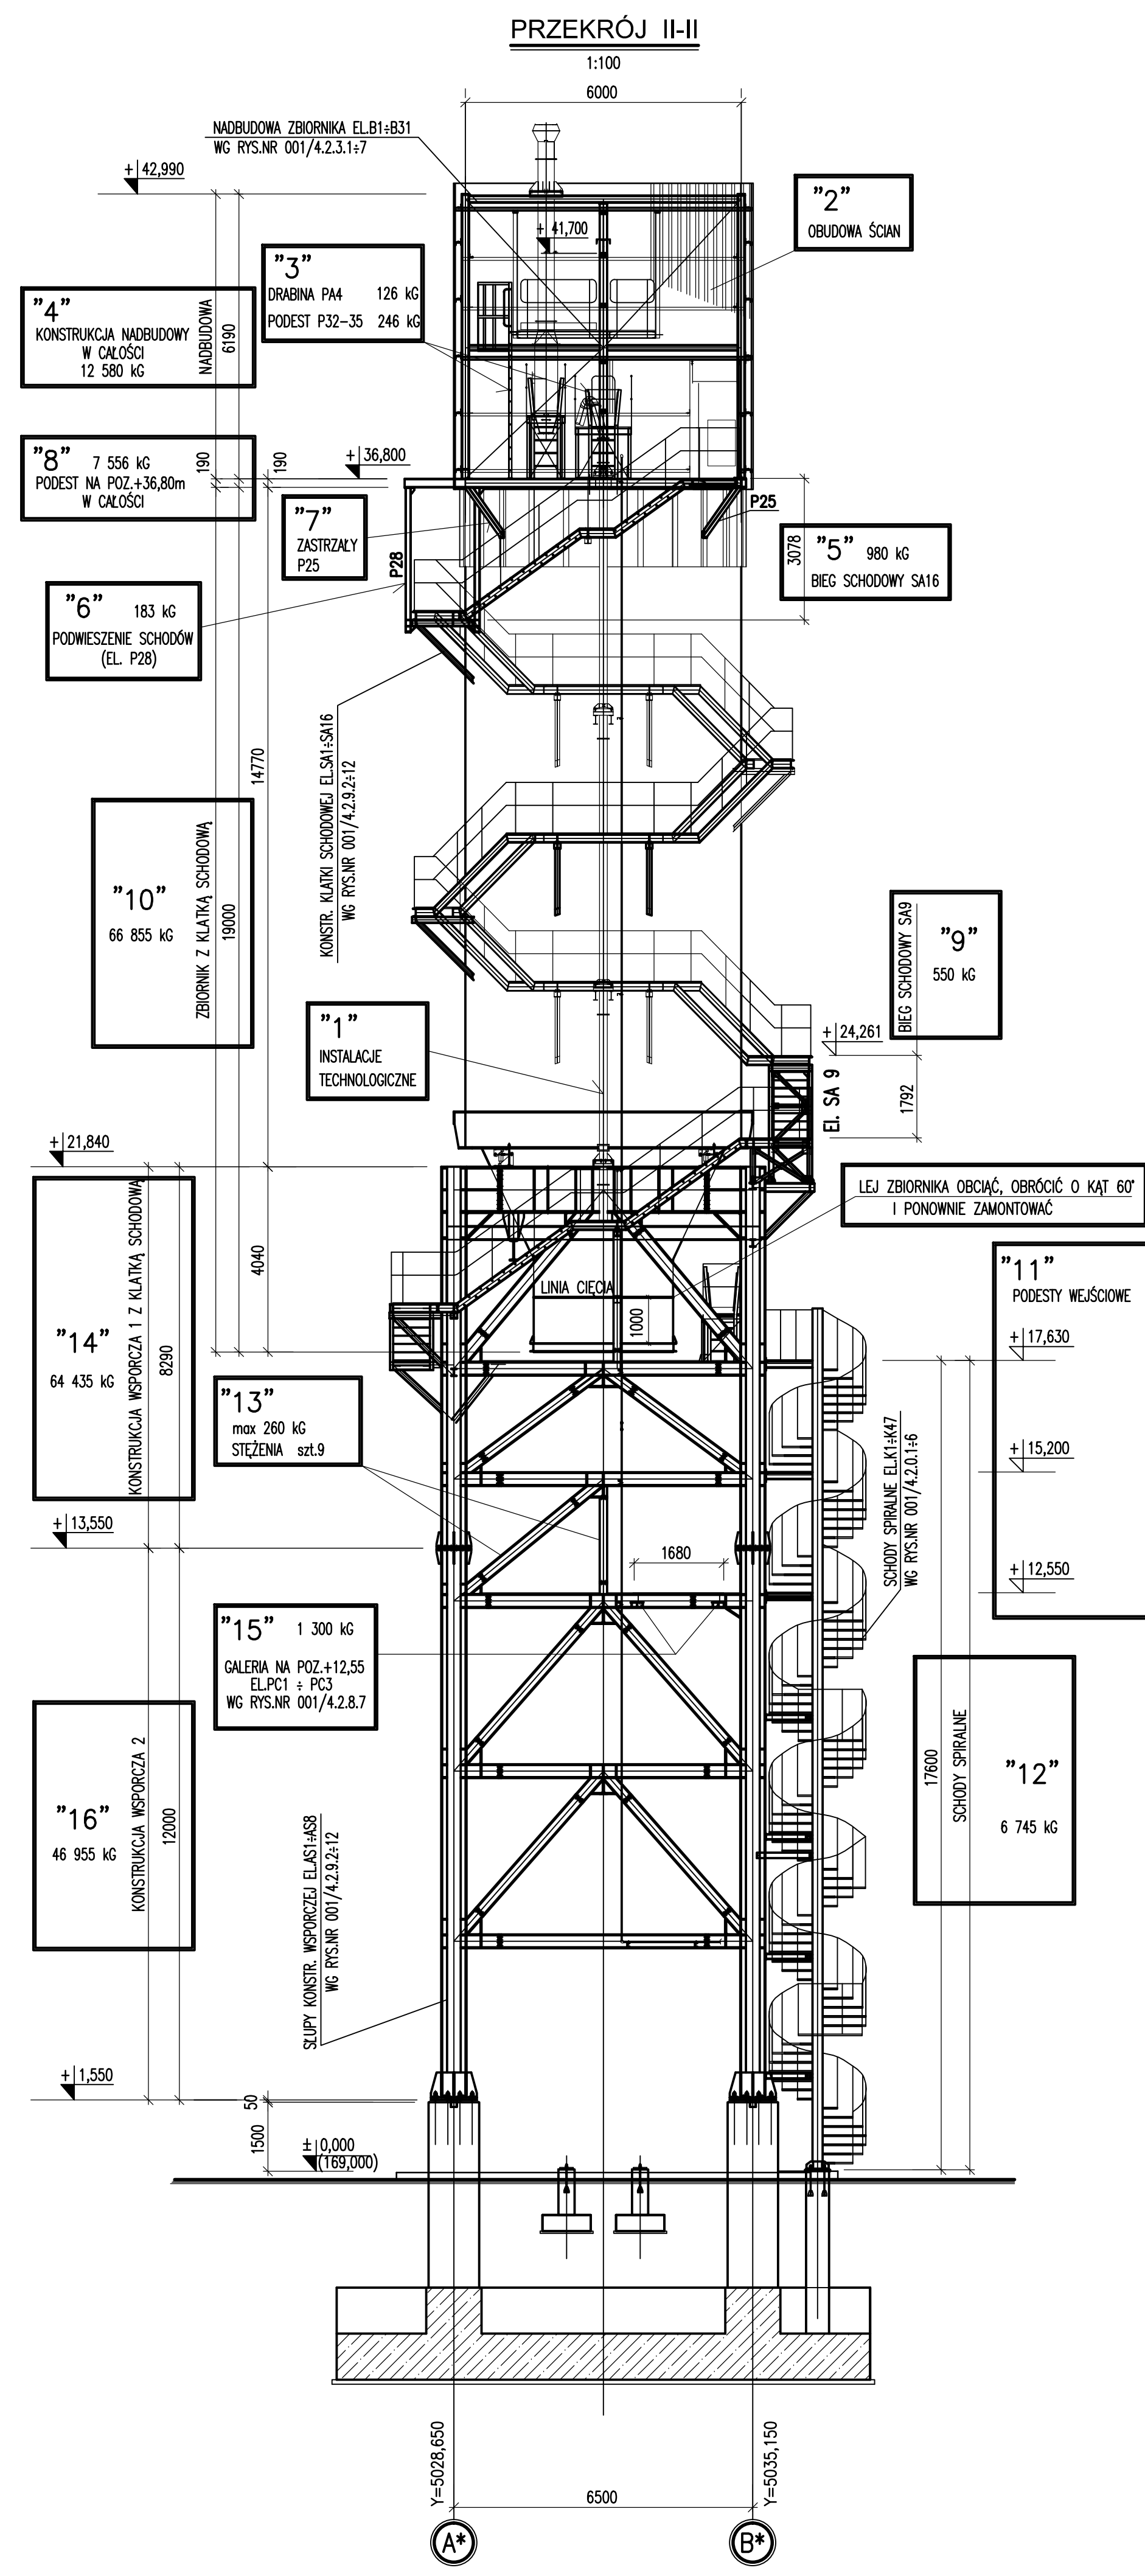 PRZEKRÓJ II-II
1:100
6000
NADBUDOWA ZBIORNIKA EL.B1÷B31
WG RYS.NR 001/4.2.3.1÷7
+ 42,990
"2"
OBUDOWA ŚCIAN
+ 41,700
"3"
DRABINA PA4 126 kG
PODEST P32-35 246 kG
"4"
KONSTRUKCJA NADBUDOWY
W CAŁOŚCI
12 580 kG
NADBUDOWA
6190
"8" 7 556 kG
PODEST NA POZ.+36,80m
W CAŁOŚCI
190
190
+ 36,800
"7"
ZASTRZAŁY
P25
P28
P25
3078
"5" 980 kG
BIEG SCHODOWY SA16
"6" 183 kG
PODWIESZENIE SCHODÓW
(EL. P28)
KONSTR. KLATKI SCHODOWEJ EL.SA1÷SA16
WG RYS.NR 001/4.2.9.2÷12
14770
"10"
66 855 kG
ZBIORNIK Z KLATKĄ SCHODOWĄ
19000
"9"
550 kG
BIEG SCHODOWY SA9
+ 24,261
1792
El. SA 9
"1"
INSTALACJE
TECHNOLOGICZNE
+ 21,840
LEJ ZBIORNIKA OBCIĄĆ, OBRÓCIĆ O KĄT 60°
I PONOWNIE ZAMONTOWAĆ
"14"
64 435 kG
KONSTRUKCJA WSPORCZA 1 Z KLATKĄ SCHODOWĄ
8290
4040
LINIA CIĘCIA
1000
"11"
PODESTY WEJŚCIOWE
+ 17,630
+ 15,200
+ 12,550
"13"
max 260 kG
STĘŻENIA szt.9
SCHODY SPIRALNE EL.K1÷K47
WG RYS.NR 001/4.2.0.1÷6
+ 13,550
1680
"15" 1 300 kG
GALERIA NA POZ.+12,55
EL.PC1 ÷ PC3
WG RYS.NR 001/4.2.8.7
"16"
46 955 kG
KONSTRUKCJA WSPORCZA 2
12000
17600
SCHODY SPIRALNE
"12"
6 745 kG
SŁUPY KONSTR. WSPORCZEJ EL.AS1÷AS8
WG RYS.NR 001/4.2.9.2÷12
+ 1,550
50
1500
± 0,000
(169,000)
Y=5028,650
Y=5035,150
6500
A*
B*